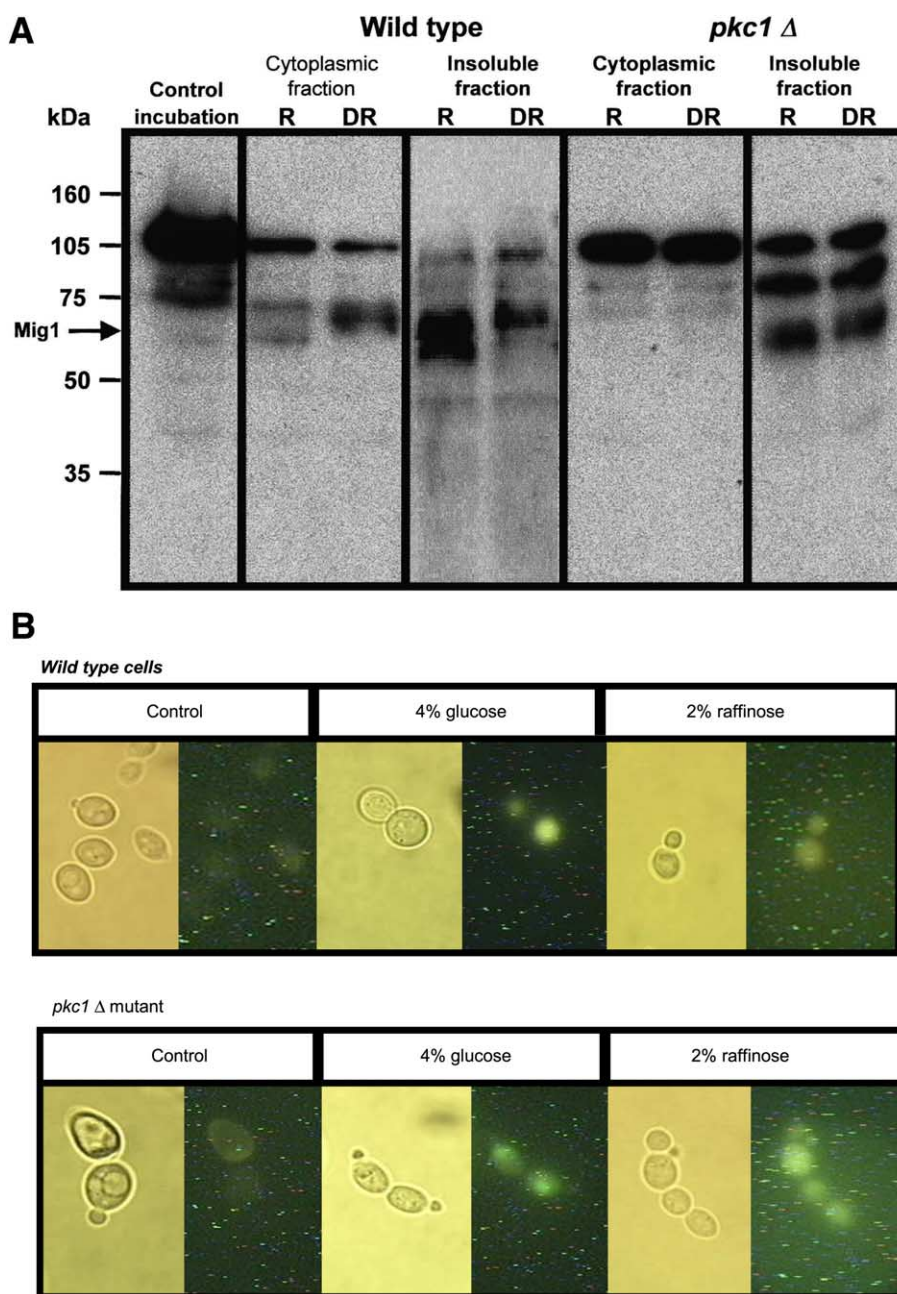 A
Wild type
pkc1 Δ
kDa
Control incubation
Cytoplasmic fraction
Insoluble fraction
Cytoplasmic fraction
Insoluble fraction
R DR R DR R DR R DR
160
105
75
Mig1
50
35
B
Wild type cells
Control
4% glucose
2% raffinose
pkc1 Δ mutant
Control
4% glucose
2% raffinose